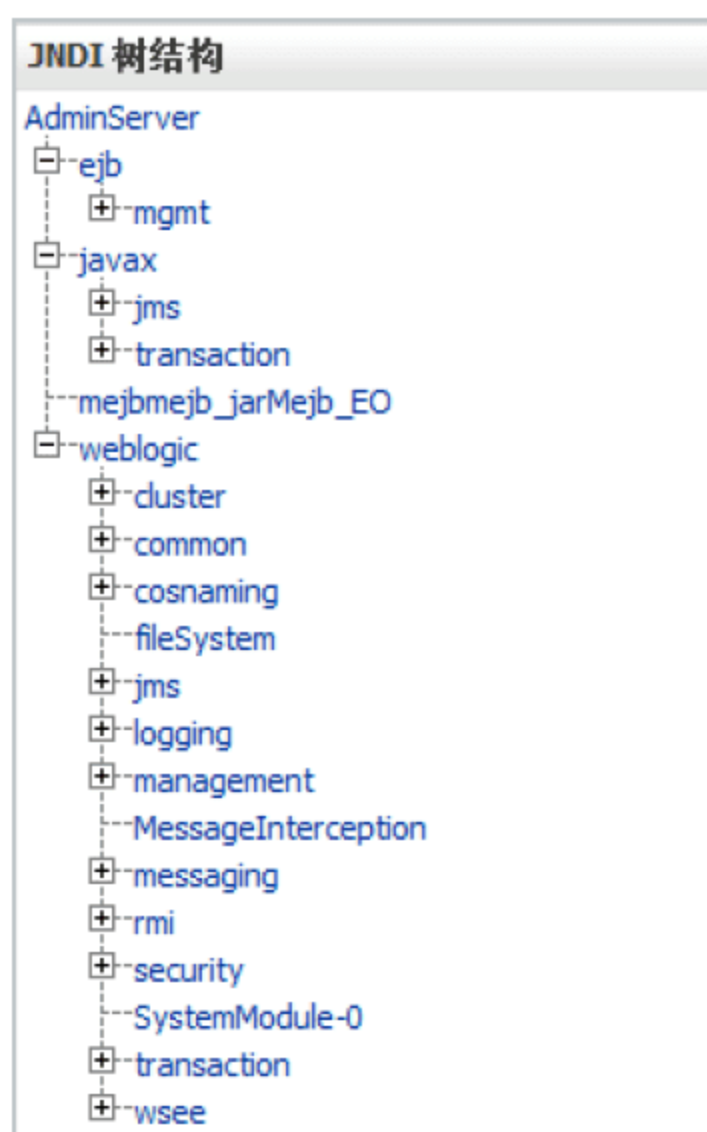 JNDI 树结构
AdminServer
ejb
mgmt
javax
jms
transaction
mejbmejb_jarMejb_EO
weblogic
cluster
common
cosnaming
fileSystem
jms
logging
management
MessageInterception
messaging
rmi
security
SystemModule-0
transaction
wsee